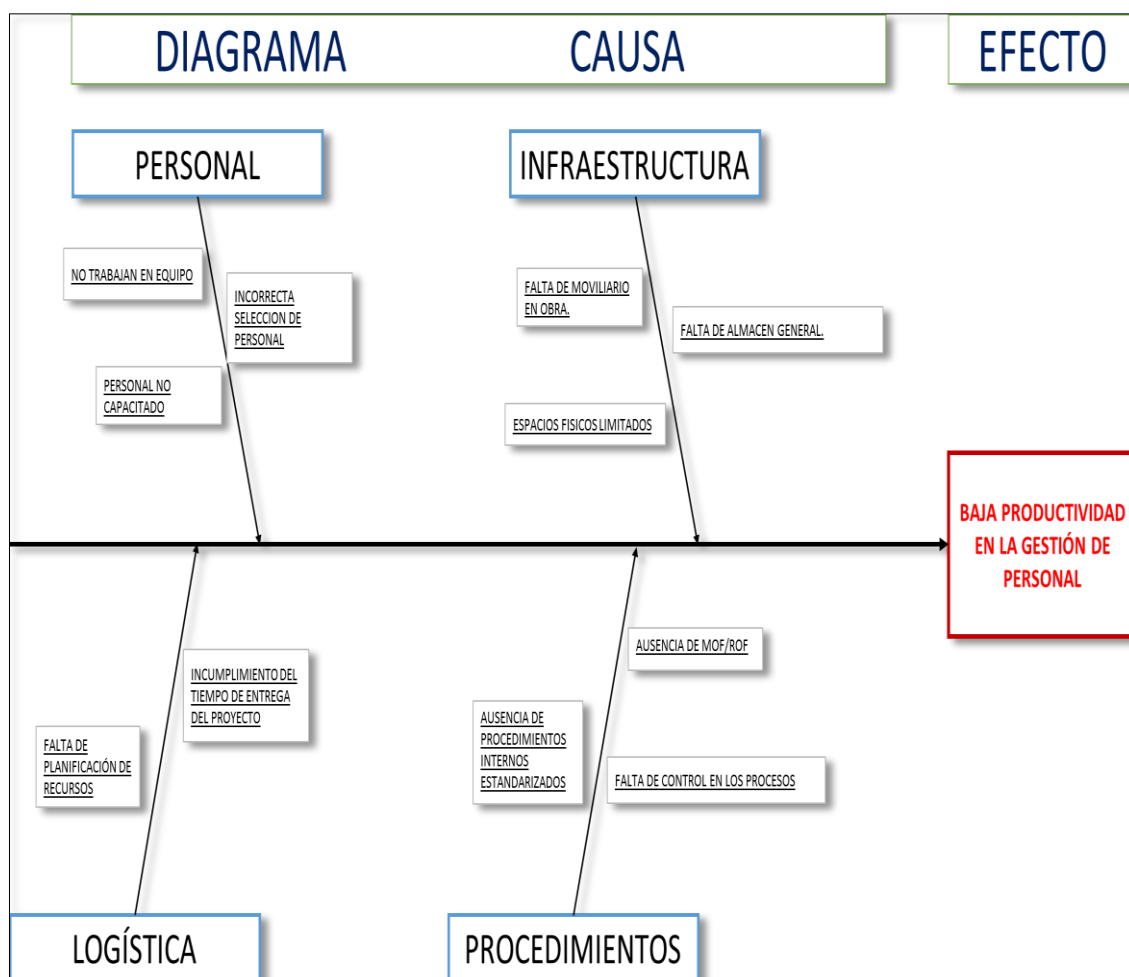 DIAGRAMA CAUSA EFECTO
PERSONAL
INFRAESTRUCTURA
NO TRABAJAN EN EQUIPO
INCORRECTA
SELECCION DE
PERSONAL
PERSONAL NO
CAPACITADO
FALTA DE MOVILIARIO
EN OBRA.
FALTA DE ALMACEN GENERAL.
ESPACIOS FISICOS LIMITADOS
BAJA PRODUCTIVIDAD
EN LA GESTIÓN DE
PERSONAL
INCUMPLIMIENTO DEL
TIEMPO DE ENTREGA
DEL PROYECTO
FALTA DE
PLANIFICACIÓN DE
RECURSOS
AUSENCIA DE MOF/ROF
AUSENCIA DE
PROCEDIMIENTOS
INTERNOS
ESTANDARIZADOS
FALTA DE CONTROL EN LOS PROCESOS
LOGÍSTICA
PROCEDIMIENTOS